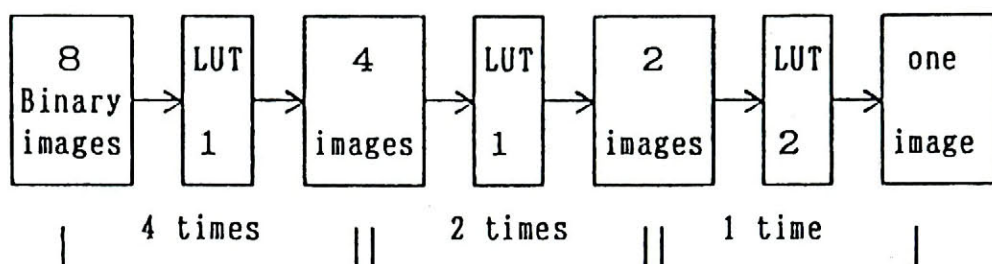 8
Binary
images
LUT
1
4
images
LUT
1
2
images
LUT
2
one
image
4 times
2 times
1 time